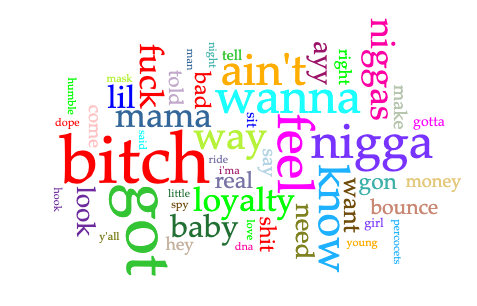 bitch
got
nigga
ain't
wanna
feel
know
way
niggas
fuck
mama
lil
loyalty
baby
look
real
shit
need
want
gon
bounce
money
gotta
make
right
ayy
tell
night
man
told
bad
mask
humble
dope
come
said
sit
say
ride
i'ma
little
spy
love
dna
hey
y'all
hook
girl
young
percocets